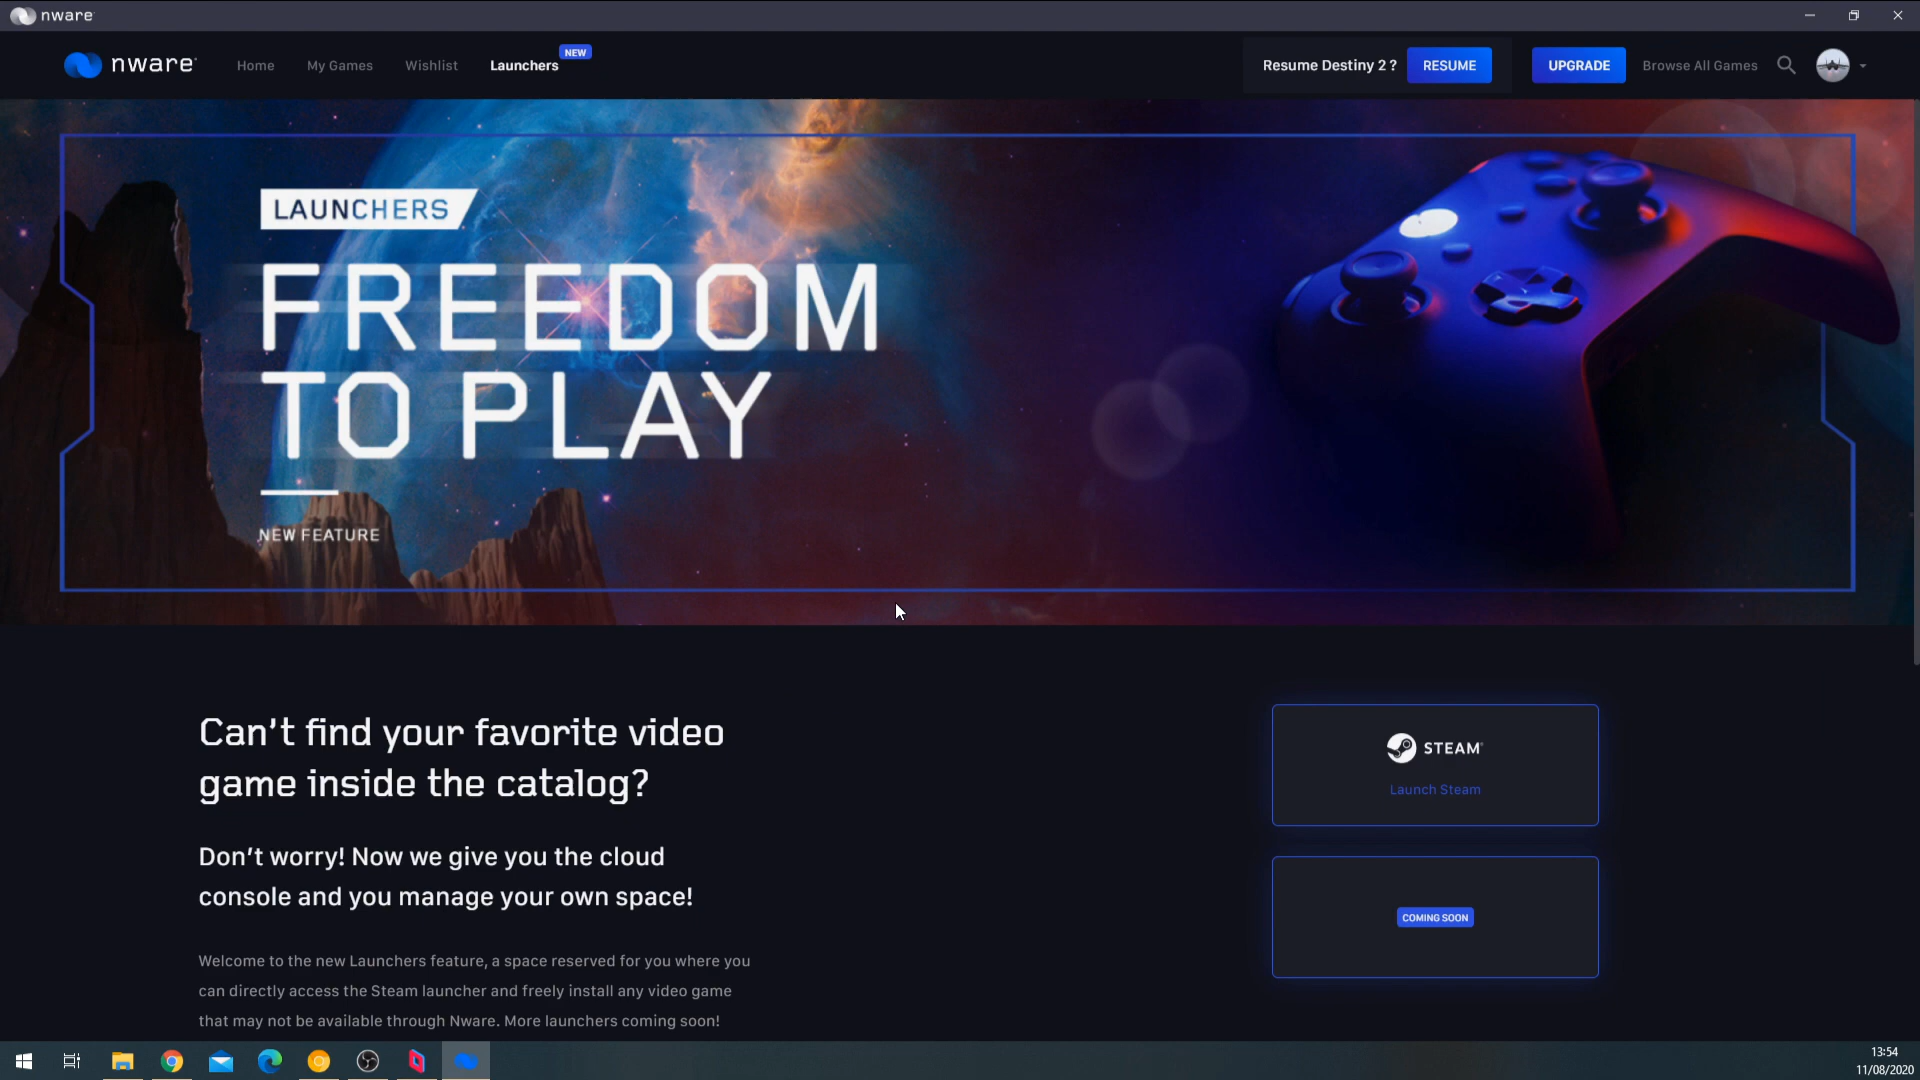 nware
nware
Home
My Games
Wishlist
Launchers
NEW
Resume Destiny 2 ?
RESUME
UPGRADE
Browse All Games
LAUNCHERS
FREEDOM
TO PLAY
NEW FEATURE
Can't find your favorite video
game inside the catalog?
Don't worry! Now we give you the cloud
console and you manage your own space!
Welcome to the new Launchers feature, a space reserved for you where you
can directly access the Steam launcher and freely install any video game
that may not be available through Nware. More launchers coming soon!
STEAM
Launch Steam
COMING SOON
13:54
11/08/2020